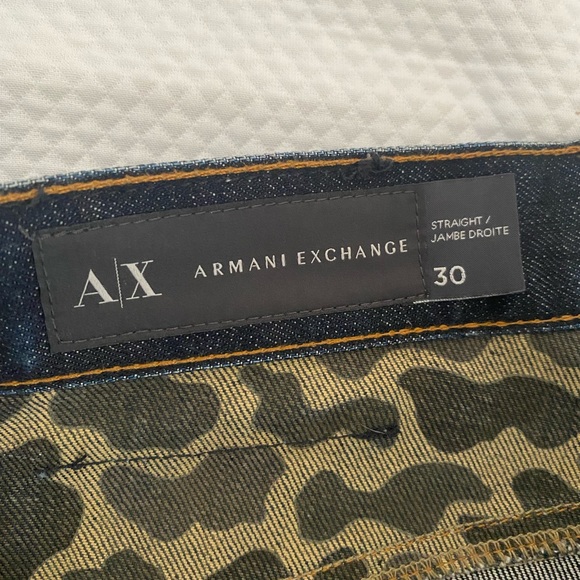 A|X ARMANI EXCHANGE
STRAIGHT /
JAMBE DROITE
30